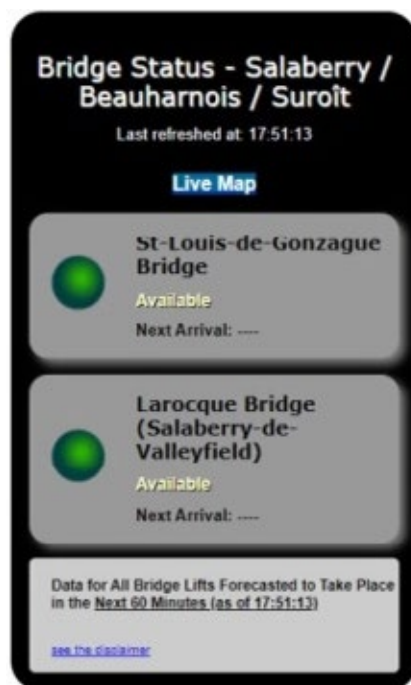 Bridge Status - Salaberry /
Beauharnois / Suroît
Last refreshed at: 17:51:13
Live Map
St-Louis-de-Gonzague
Bridge
Available
Next Arrival: ----
Larocque Bridge
(Salaberry-de-
Valleyfield)
Available
Next Arrival: ----
Data for All Bridge Lifts Forecasted to Take Place
in the Next 60 Minutes (as of 17:51:13)
see the disclaimer